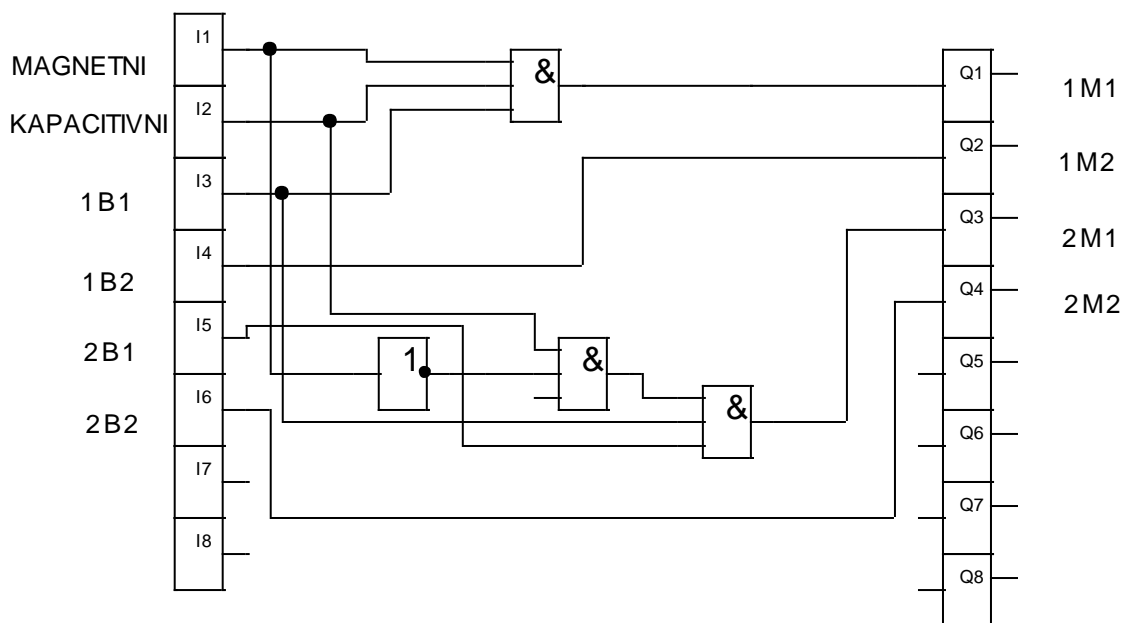 I1
MAGNETNI
I2
KAPACITIVNI
I3
1B1
I4
1B2
I5
2B1
I6
2B2
I7
I8
&
1
&
&
Q1
1M1
Q2
1M2
Q3
2M1
Q4
2M2
Q5
Q6
Q7
Q8